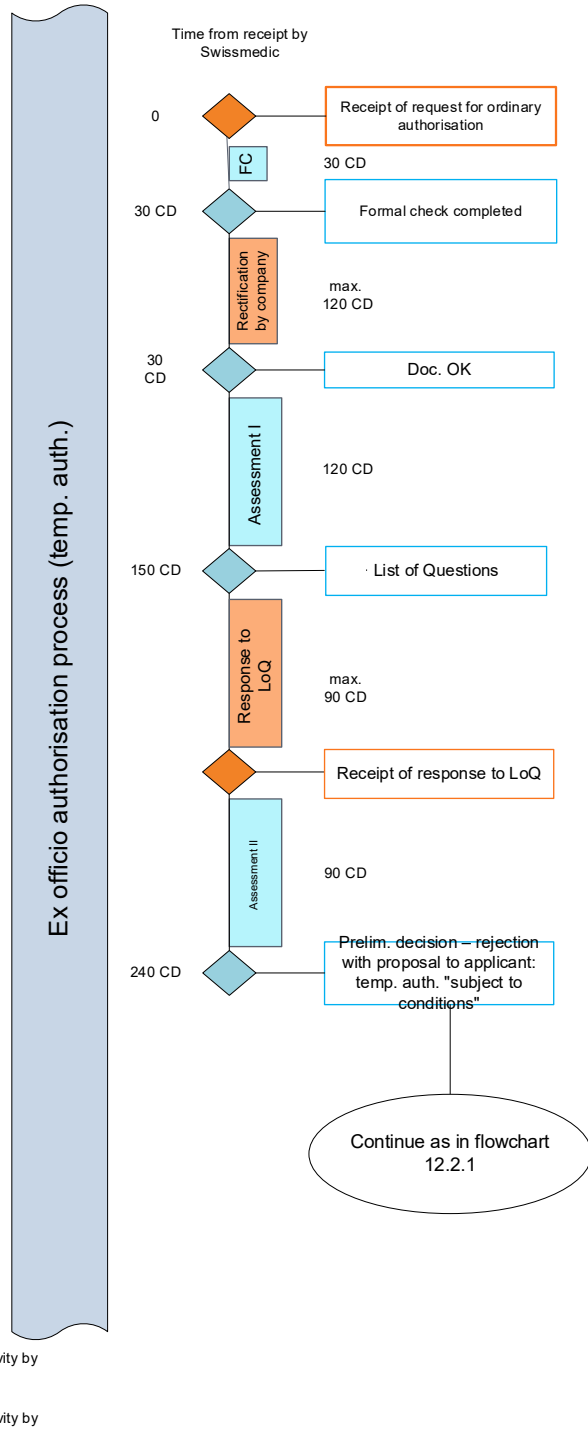 Time from receipt by
Swissmedic
0
Receipt of request for ordinary
authorisation
FC
30 CD
30 CD
Formal check completed
Rectification
by company
max.
120 CD
30
CD
Doc. OK
Assessment I
120 CD
150 CD
· List of Questions
Response to
LoQ
max.
90 CD
Receipt of response to LoQ
Assessment II
90 CD
240 CD
Prelim. decision – rejection
with proposal to applicant:
temp. auth. "subject to
conditions"
Continue as in flowchart
12.2.1
Ex officio authorisation process (temp. auth.)
vity by
vity by